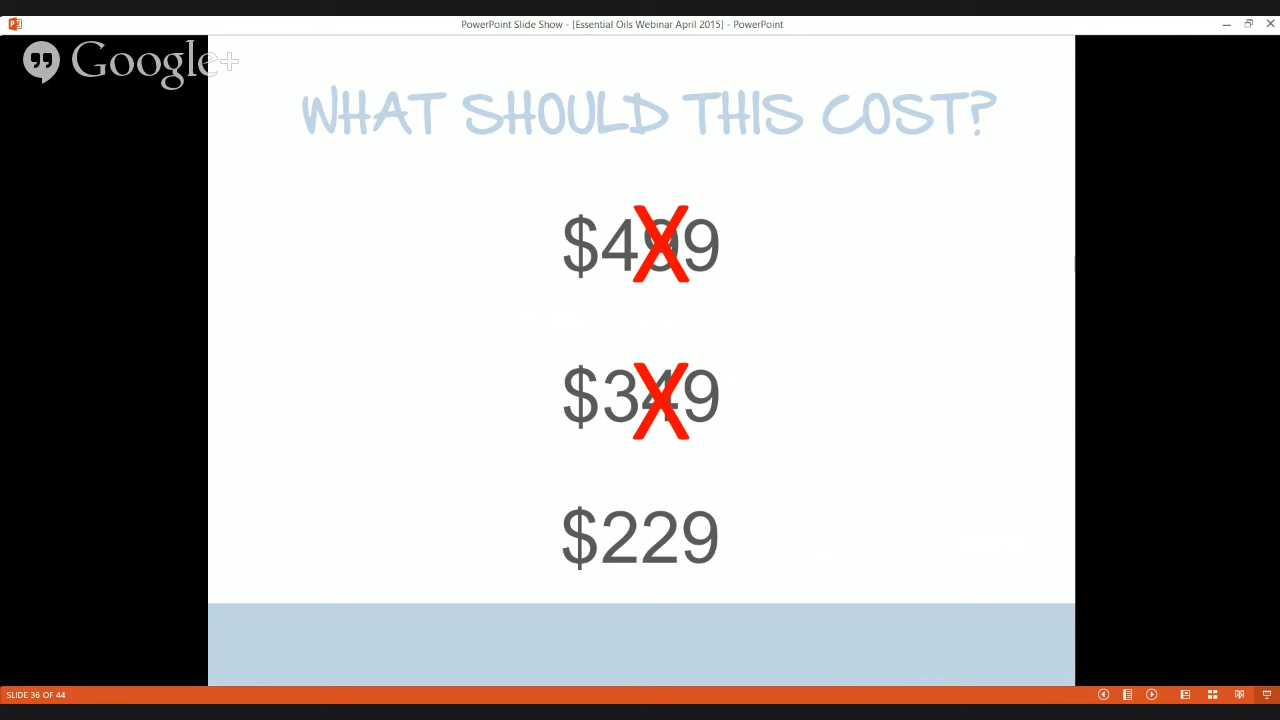 PowerPoint Slide Show - [Essential Oils Webinar April 2015] - PowerPoint
Google+
WHAT SHOULD THIS COST?
$499
X
$349
X
$229
SLIDE 36 OF 44